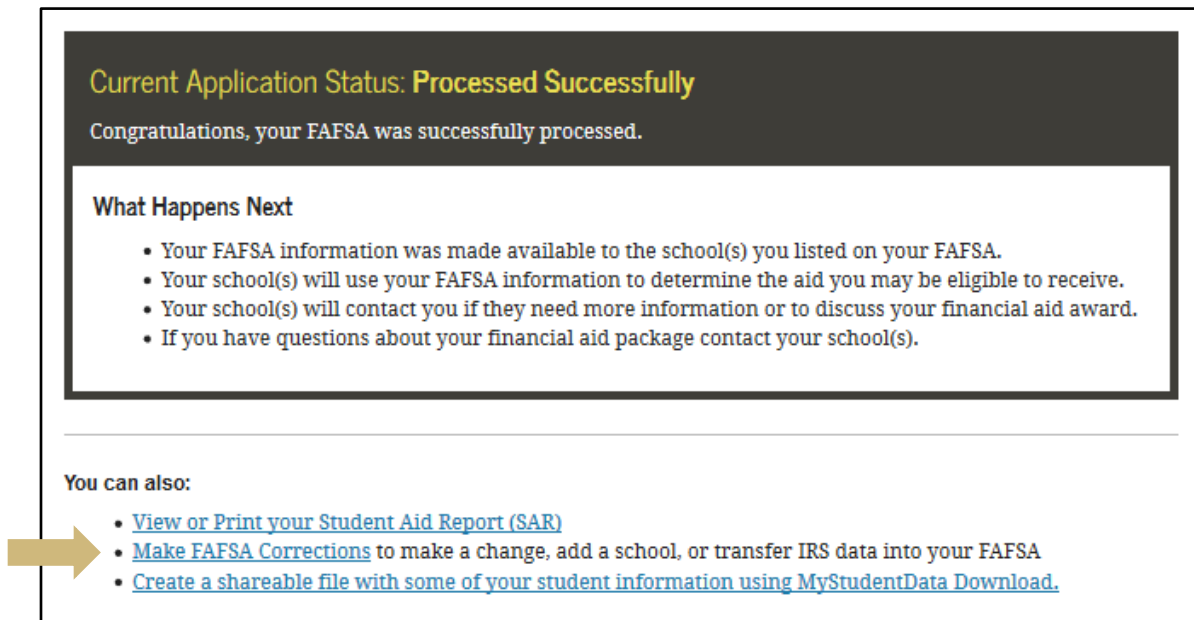 Current Application Status: Processed Successfully
Congratulations, your FAFSA was successfully processed.
What Happens Next
• Your FAFSA information was made available to the school(s) you listed on your FAFSA.
• Your school(s) will use your FAFSA information to determine the aid you may be eligible to receive.
• Your school(s) will contact you if they need more information or to discuss your financial aid award.
• If you have questions about your financial aid package contact your school(s).
You can also:
• View or Print your Student Aid Report (SAR)
• Make FAFSA Corrections to make a change, add a school, or transfer IRS data into your FAFSA
• Create a shareable file with some of your student information using MyStudentData Download.